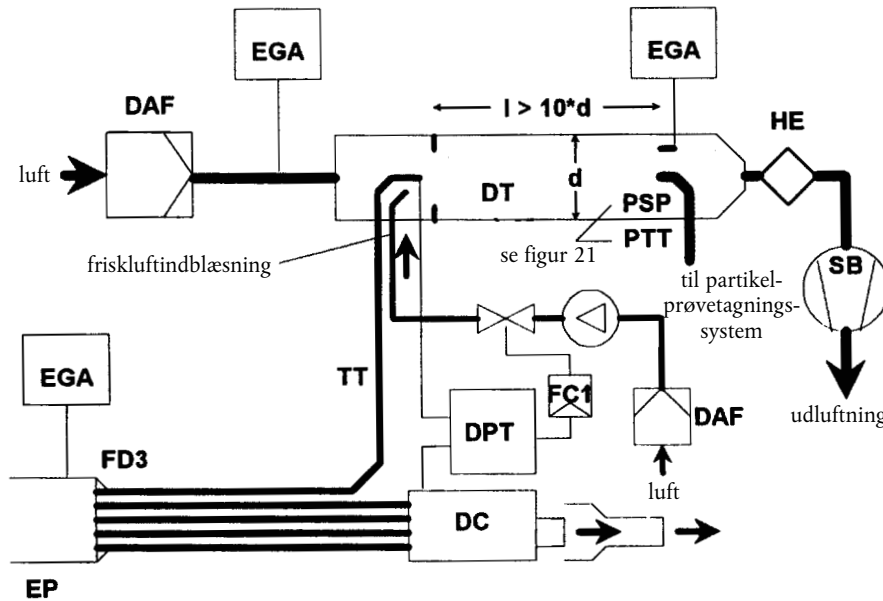 EGA
EGA
DAF
l > 10*d
HE
luft
d
DT
PSP
PTT
se figur 21
friskluftindblæsning
til partikel-
prøvetagnings-
system
SB
EGA
TT
FC1
DAF
udluftning
DPT
FD3
luft
DC
EP